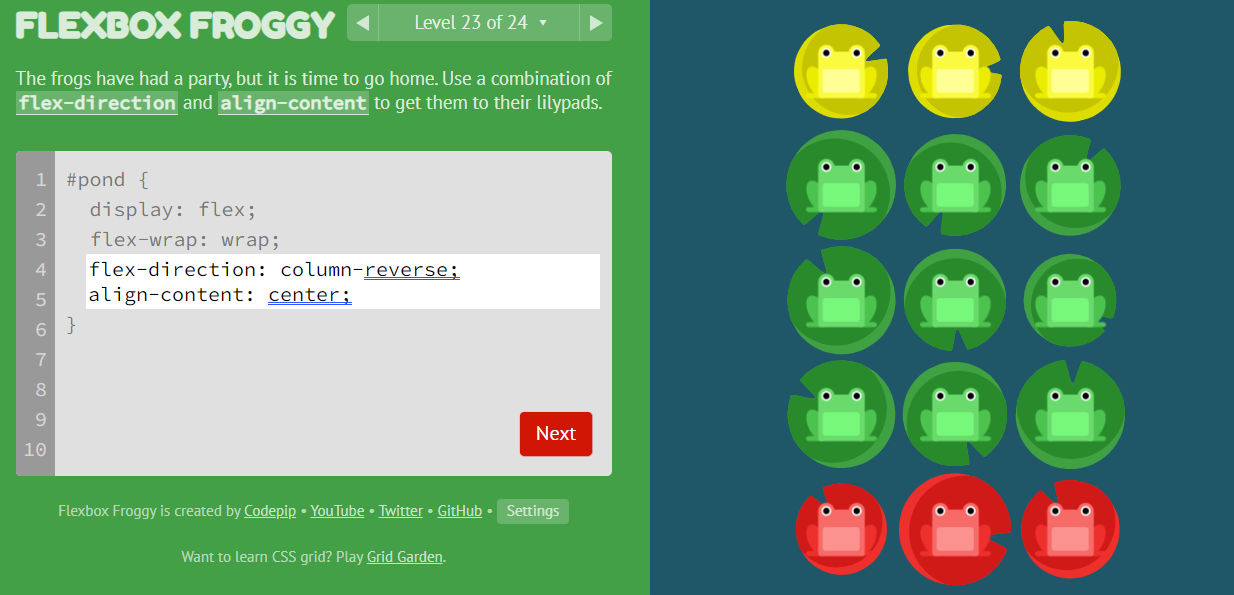 FLEXBOX FROGGY
◀ Level 23 of 24 ▾ ▶
The frogs have had a party, but it is time to go home. Use a combination of
flex-direction and align-content to get them to their lilypads.
1 #pond {
2 display: flex;
3 flex-wrap: wrap;
4 flex-direction: column-reverse;
5 align-content: center;
6 }
7
8
9
10
Next
Flexbox Froggy is created by Codepip • YouTube • Twitter • GitHub • Settings
Want to learn CSS grid? Play Grid Garden.